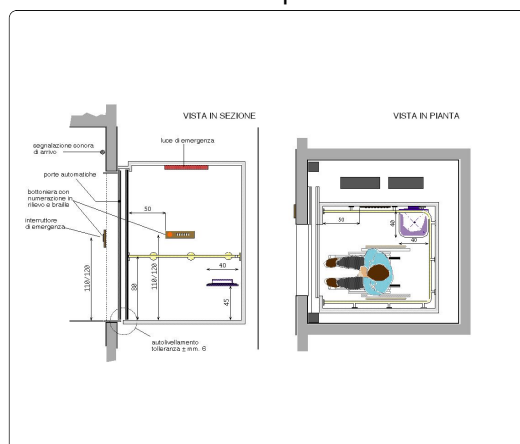 VISTA IN SEZIONE
VISTA IN PIANTA
luce di emergenza
segnalazione sonora
di arrivo
porte automatiche
bottoniera con
numerazione in
rilievo e braille
interruttore
di emergenza
50
110/120
110/120
90
40
45
autolivellamento
tolleranza ± mm. 6
50
40
40